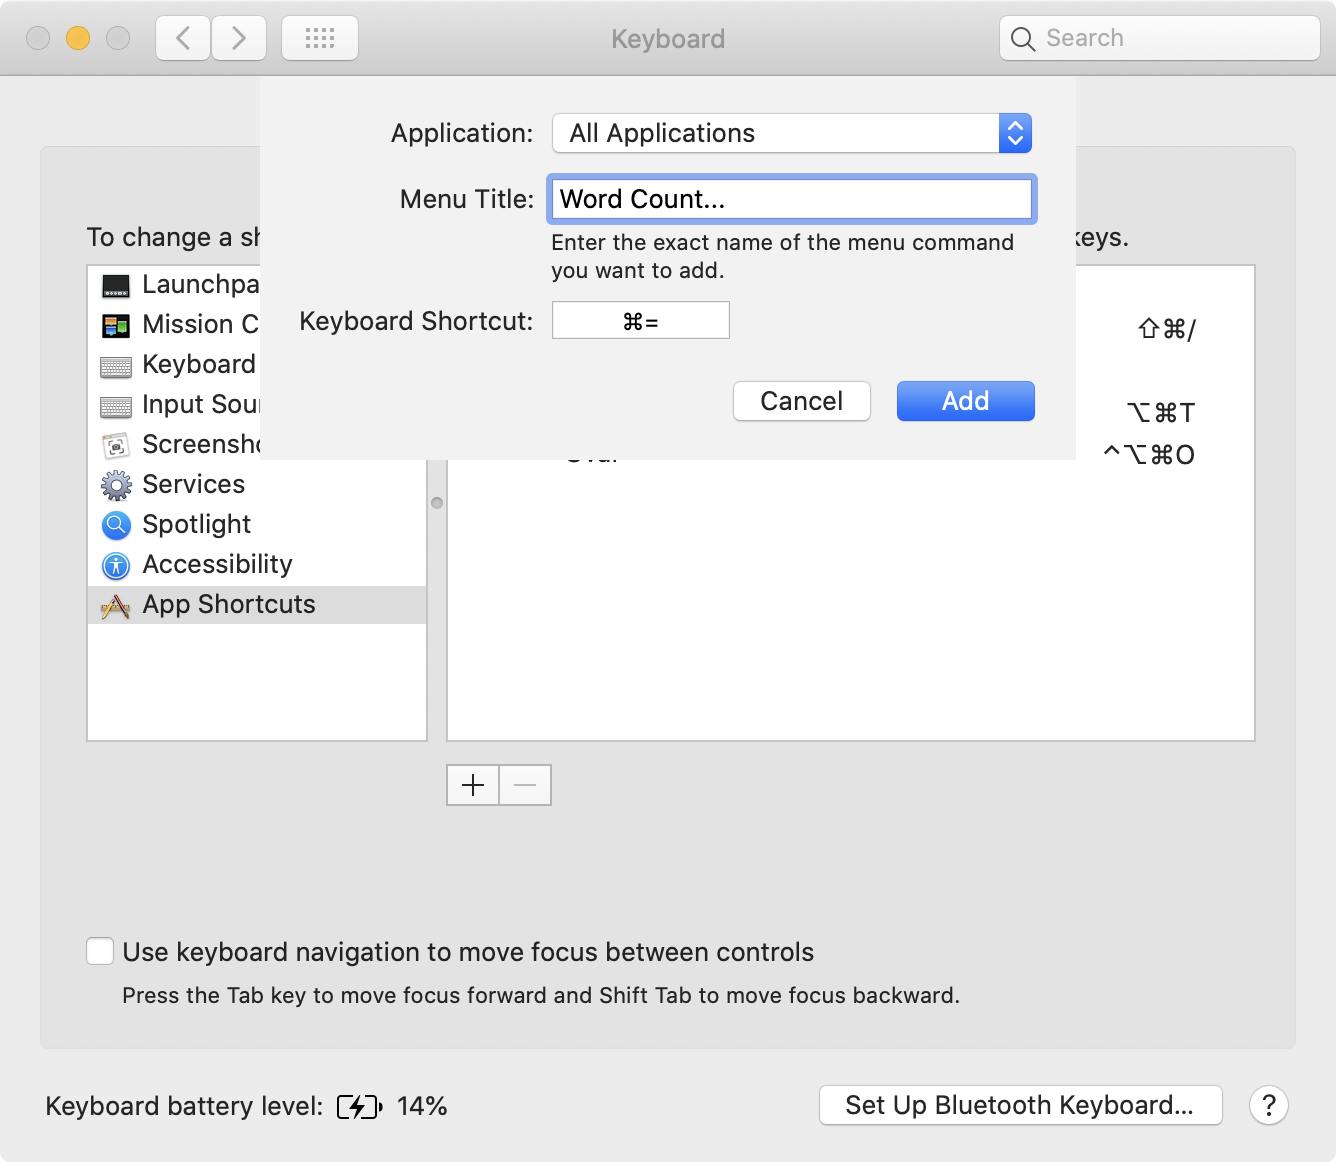 Keyboard
Search
Application: All Applications
Menu Title: Word Count...
Enter the exact name of the menu command
you want to add.
Keyboard Shortcut: ⌘=
Cancel Add
To change a sh
keys.
Launchpa
Mission C
Keyboard
Input Sou
Screensho
Services
Spotlight
Accessibility
App Shortcuts
⇧⌘/
⌥⌘T
^⌥⌘O
Use keyboard navigation to move focus between controls
Press the Tab key to move focus forward and Shift Tab to move focus backward.
Keyboard battery level: 14%
Set Up Bluetooth Keyboard...
?